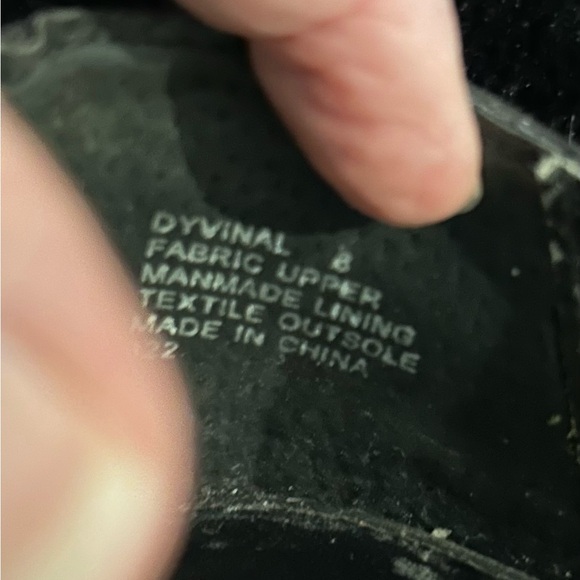 DYVINAL 8
FABRIC UPPER
MANMADE LINING
TEXTILE OUTSOLE
MADE IN CHINA